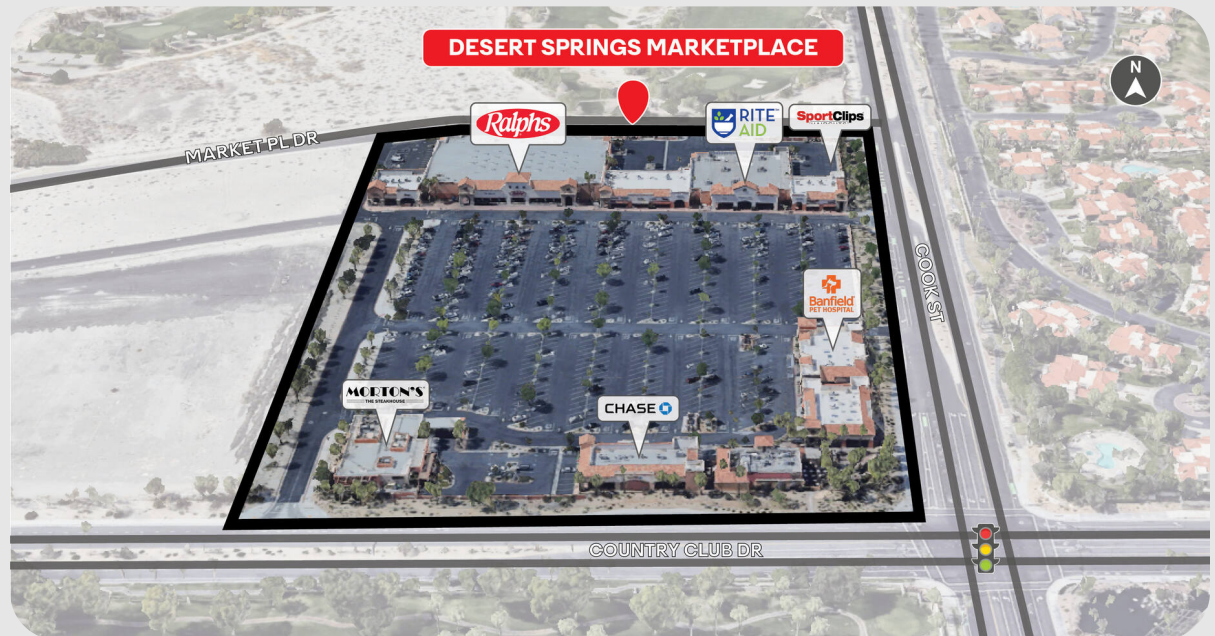 DESERT SPRINGS MARKETPLACE
N
MARKET PL DR
Ralphs
RITE
AID
SportClips
COOK ST
Banfield
PET HOSPITAL
MORTON'S
THE STEAKHOUSE
CHASE
COUNTRY CLUB DR